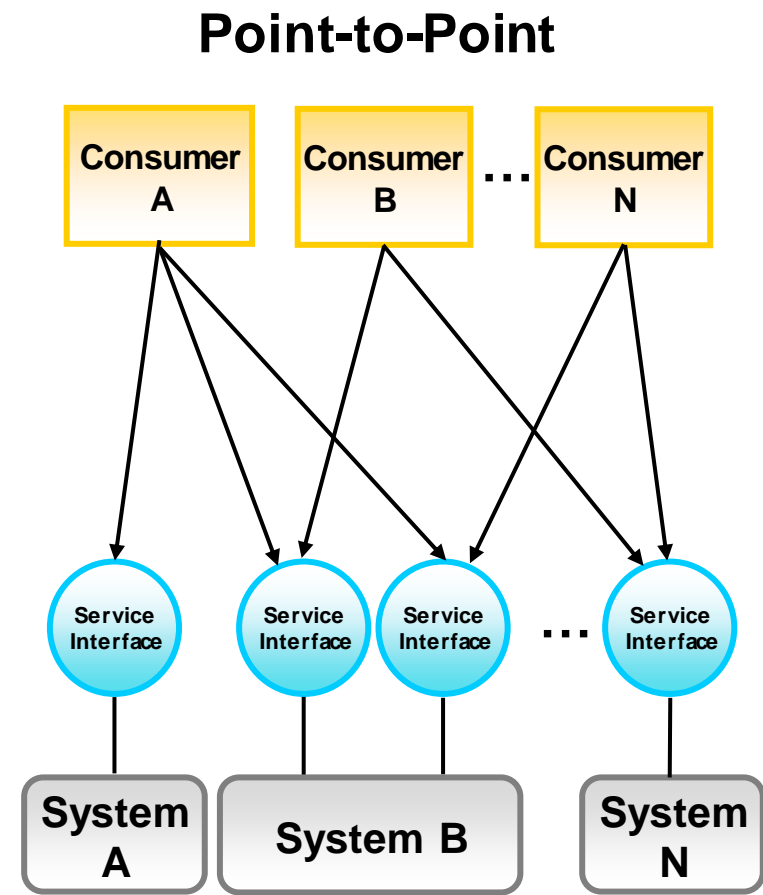 Point-to-Point
Consumer
A
Consumer
B
...
Consumer
N
Service
Interface
Service
Interface
Service
Interface
...
Service
Interface
System
A
System B
System
N